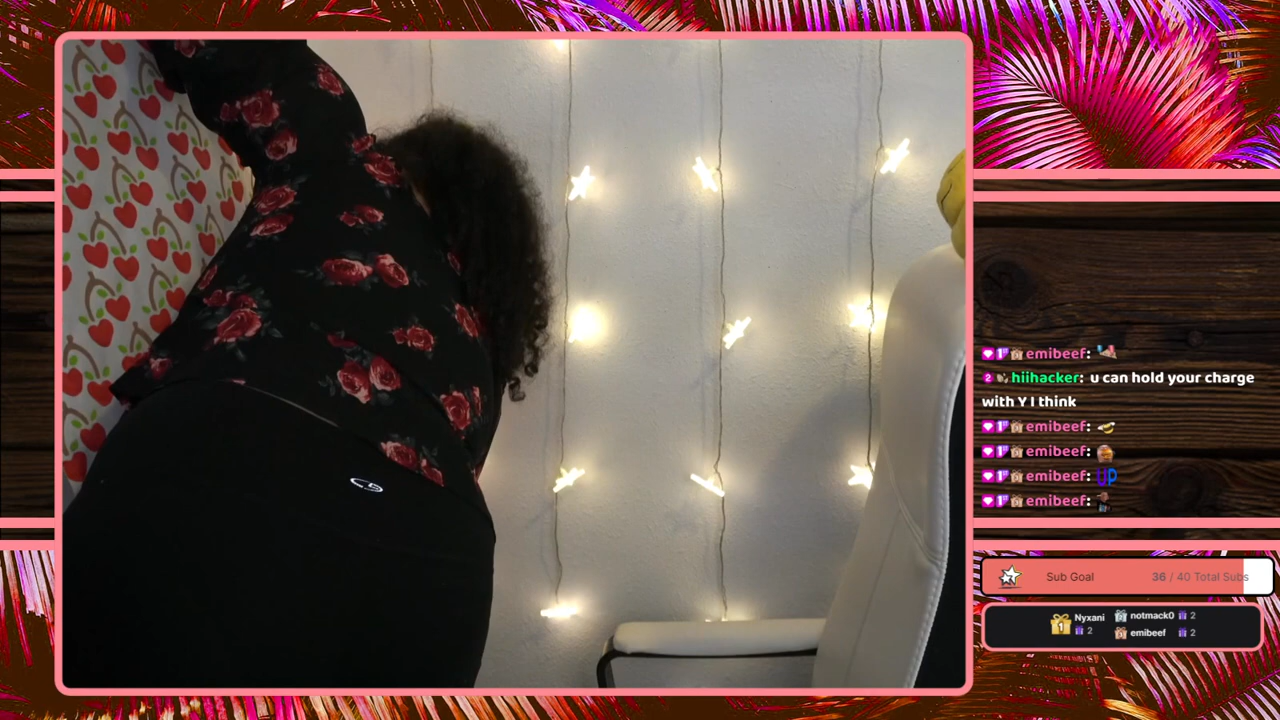 emibeef:
hiihacker: u can hold your charge
with Y I think
emibeef:
emibeef:
emibeef: UP
emibeef:
Sub Goal 36 / 40 Total Subs
Nyxani 2
notmack0 2
emibeef 2